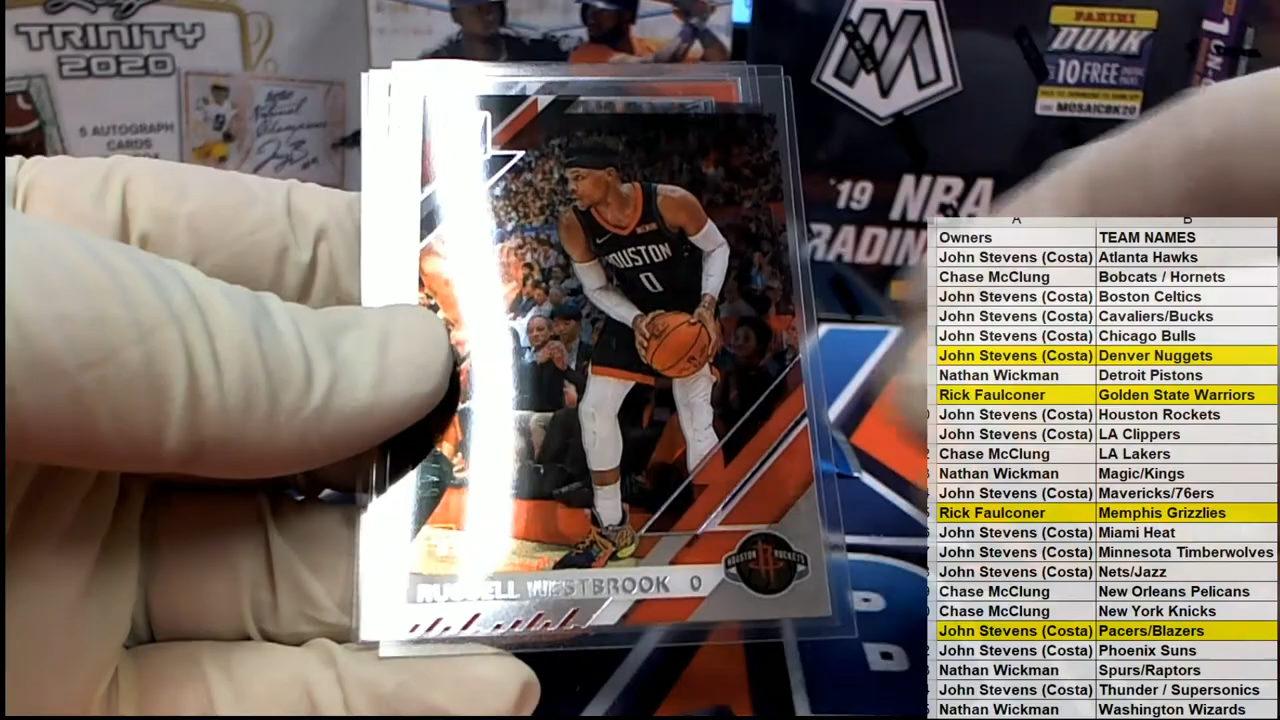 TRINITY
2020
5 AUTOGRAPH
CARDS
PANINI
DUNK
10 FREE
MOSAICBK20
'19 NBA
HOUSTON
0
HOUSTON ROCKETS
RUSSELL WESTBROOK 0
A B
Owners TEAM NAMES
John Stevens (Costa) Atlanta Hawks
Chase McClung Bobcats / Hornets
John Stevens (Costa) Boston Celtics
John Stevens (Costa) Cavaliers/Bucks
John Stevens (Costa) Chicago Bulls
John Stevens (Costa) Denver Nuggets
Nathan Wickman Detroit Pistons
Rick Faulconer Golden State Warriors
John Stevens (Costa) Houston Rockets
John Stevens (Costa) LA Clippers
Chase McClung LA Lakers
Nathan Wickman Magic/Kings
John Stevens (Costa) Mavericks/76ers
Rick Faulconer Memphis Grizzlies
John Stevens (Costa) Miami Heat
John Stevens (Costa) Minnesota Timberwolves
John Stevens (Costa) Nets/Jazz
Chase McClung New Orleans Pelicans
Chase McClung New York Knicks
John Stevens (Costa) Pacers/Blazers
John Stevens (Costa) Phoenix Suns
Nathan Wickman Spurs/Raptors
John Stevens (Costa) Thunder / Supersonics
Nathan Wickman Washington Wizards